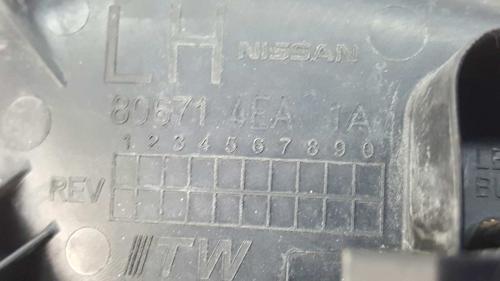 LH NISSAN
80671 4EA 1A
1 2 3 4 5 6 7 8 9 0
REV
TW